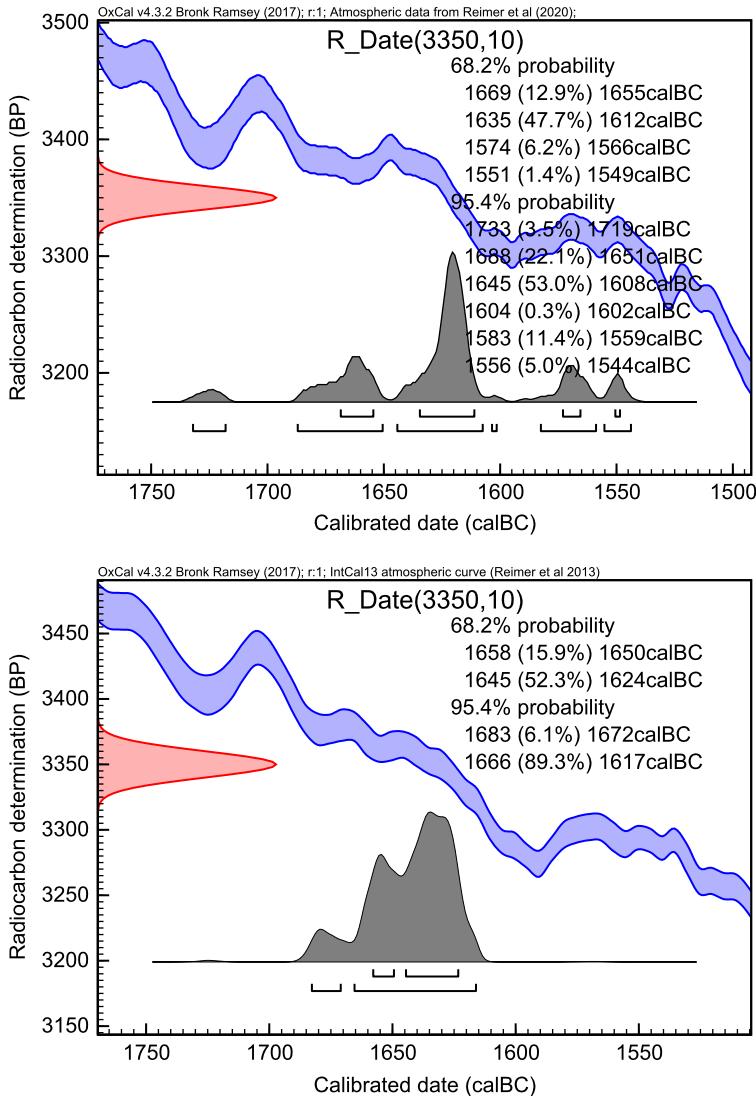 OxCal v4.3.2 Bronk Ramsey (2017); r:1; Atmospheric data from Reimer et al (2020);
R_Date(3350,10)
68.2% probability
1669 (12.9%) 1655calBC
1635 (47.7%) 1612calBC
1574 (6.2%) 1566calBC
1551 (1.4%) 1549calBC
95.4% probability
1733 (3.5%) 1719calBC
1688 (22.1%) 1651calBC
1645 (53.0%) 1608calBC
1604 (0.3%) 1602calBC
1583 (11.4%) 1559calBC
1556 (5.0%) 1544calBC
Radiocarbon determination (BP)
3500
3400
3300
3200
1750 1700 1650 1600 1550 1500
Calibrated date (calBC)
OxCal v4.3.2 Bronk Ramsey (2017); r:1; IntCal13 atmospheric curve (Reimer et al 2013)
R_Date(3350,10)
68.2% probability
1658 (15.9%) 1650calBC
1645 (52.3%) 1624calBC
95.4% probability
1683 (6.1%) 1672calBC
1666 (89.3%) 1617calBC
Radiocarbon determination (BP)
3450
3400
3350
3300
3250
3200
3150
1750 1700 1650 1600 1550
Calibrated date (calBC)